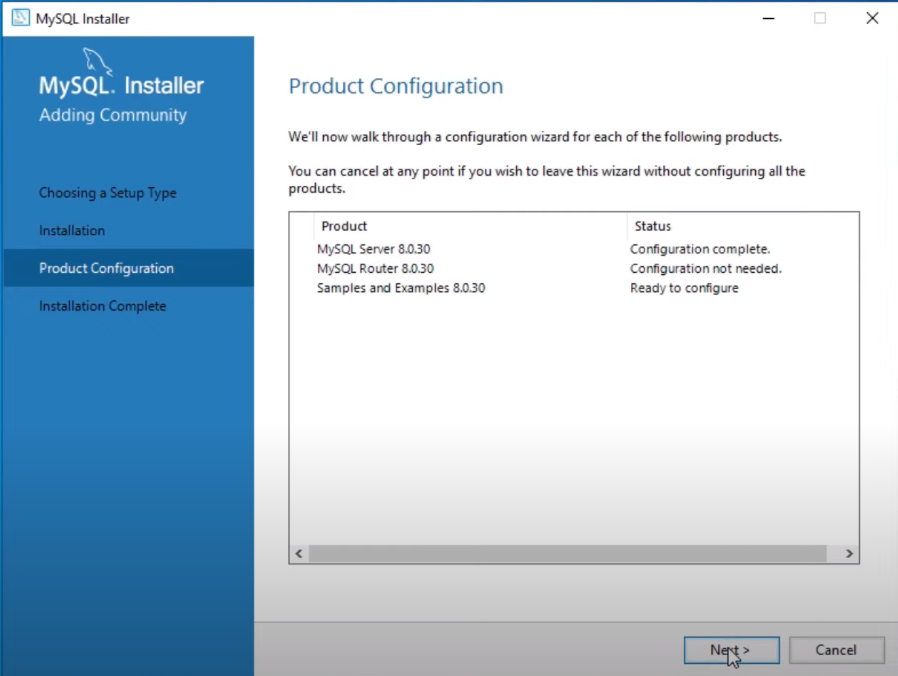 MySQL Installer
MySQL. Installer
Adding Community
Choosing a Setup Type
Installation
Product Configuration
Installation Complete
Product Configuration
We'll now walk through a configuration wizard for each of the following products.
You can cancel at any point if you wish to leave this wizard without configuring all the
products.
Product Status
MySQL Server 8.0.30 Configuration complete.
MySQL Router 8.0.30 Configuration not needed.
Samples and Examples 8.0.30 Ready to configure
Next > Cancel